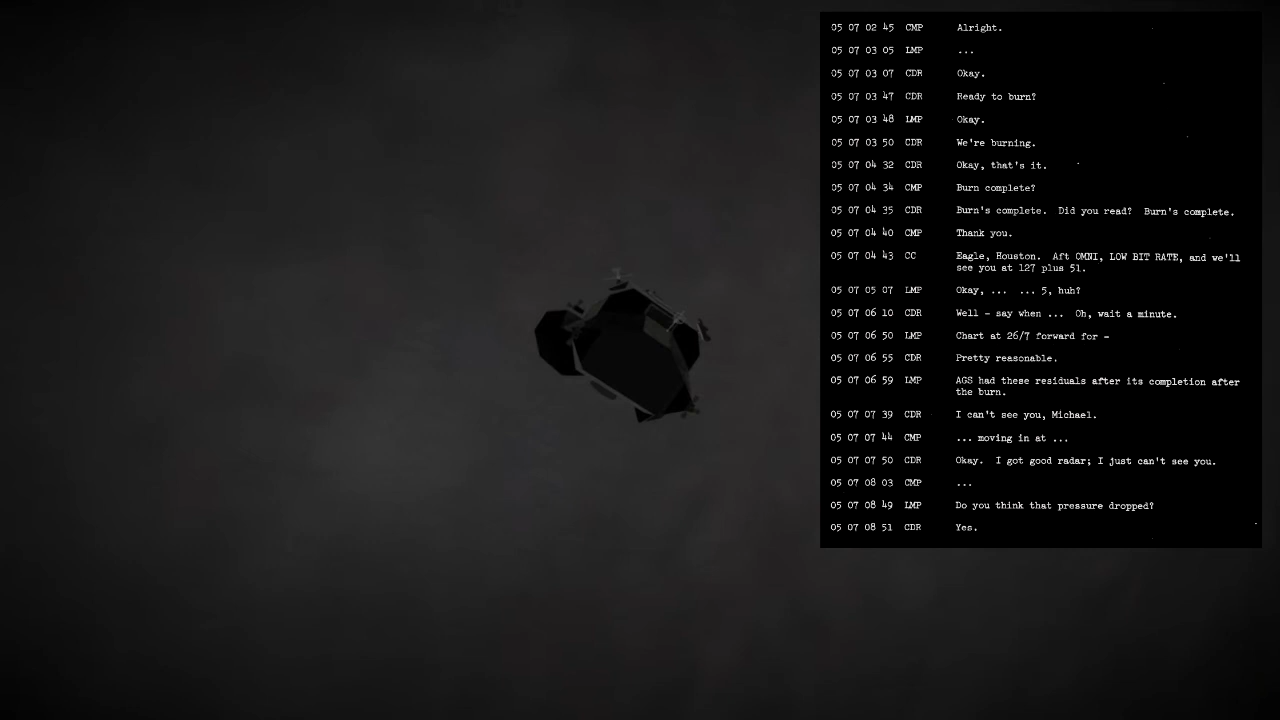 05 07 02 45 CMP Alright.
05 07 03 05 LMP ...
05 07 03 07 CDR Okay.
05 07 03 47 CDR Ready to burn?
05 07 03 48 LMP Okay.
05 07 03 50 CDR We're burning.
05 07 04 32 CDR Okay, that's it.
05 07 04 34 CMP Burn complete?
05 07 04 35 CDR Burn's complete. Did you read? Burn's complete.
05 07 04 40 CMP Thank you.
05 07 04 43 CC Eagle, Houston. Aft OMNI, LOW BIT RATE, and we'll
see you at 127 plus 51.
05 07 05 07 LMP Okay, ... ... 5, huh?
05 07 06 10 CDR Well - say when ... Oh, wait a minute.
05 07 06 50 LMP Chart at 26/7 forward for -
05 07 06 55 CDR Pretty reasonable.
05 07 06 59 LMP AGS had these residuals after its completion after
the burn.
05 07 07 39 CDR I can't see you, Michael.
05 07 07 44 CMP ... moving in at ...
05 07 07 50 CDR Okay. I got good radar; I just can't see you.
05 07 08 03 CMP ...
05 07 08 49 LMP Do you think that pressure dropped?
05 07 08 51 CDR Yes.